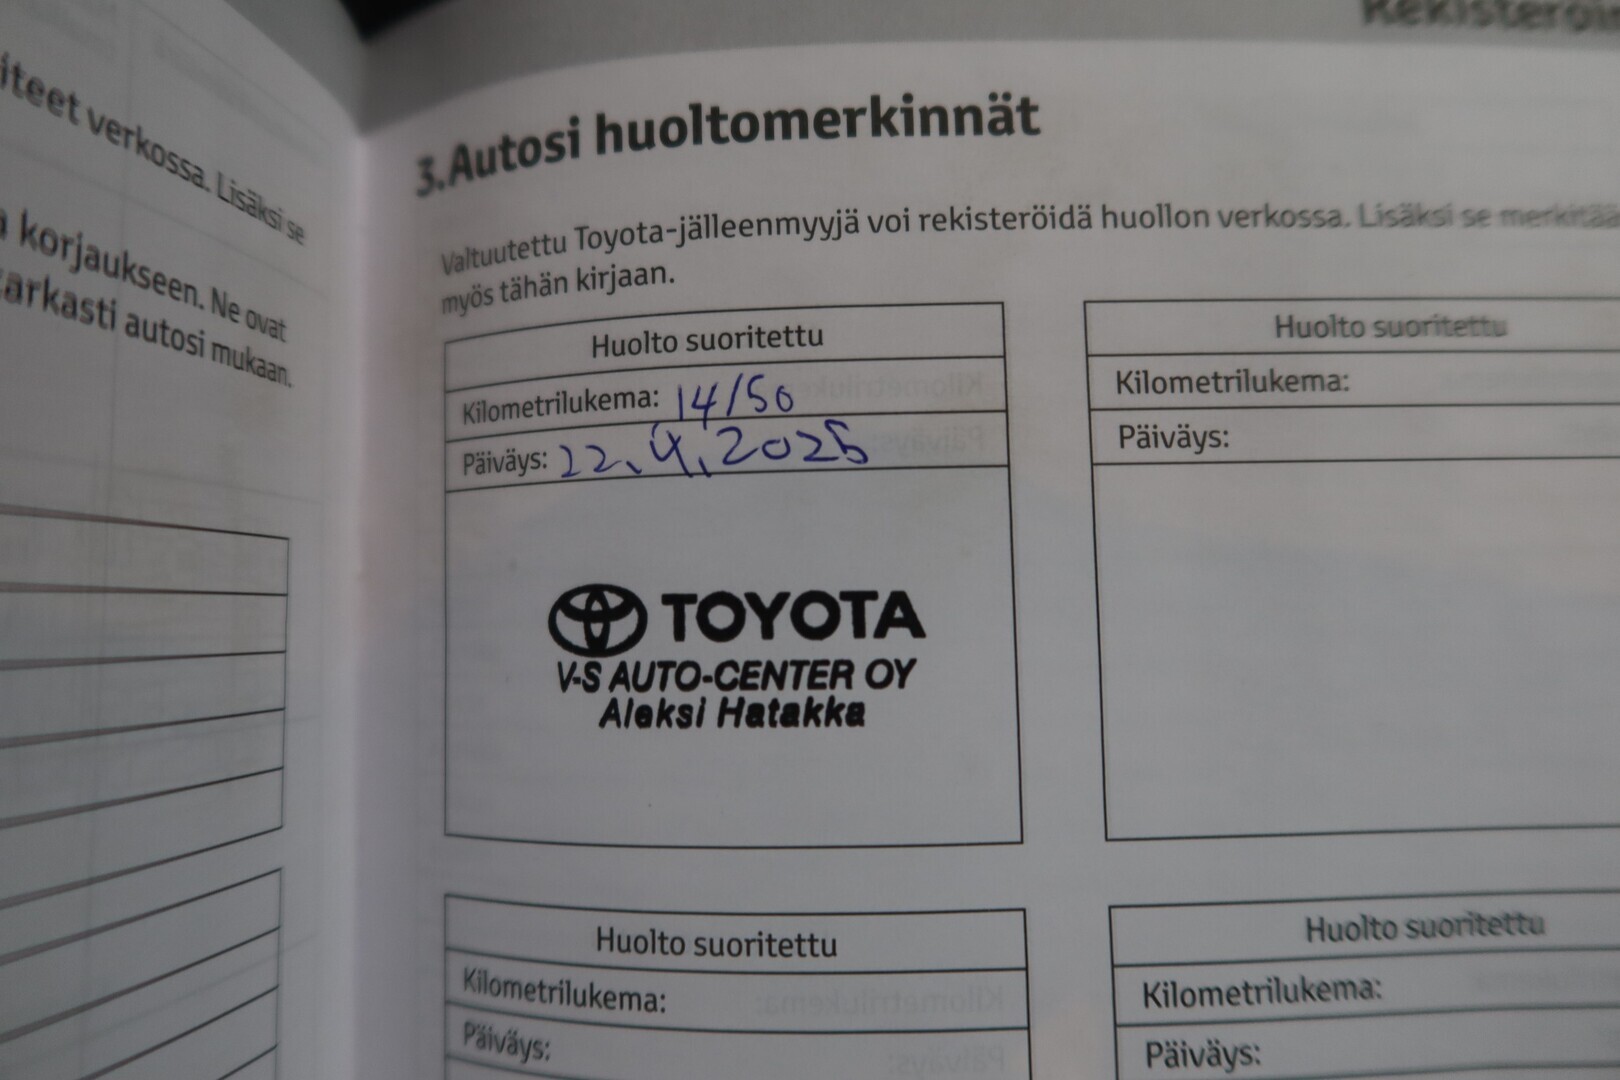 Rekisteröin
iteet verkossa. Lisäksi se
korjaukseen. Ne ovat
tarkasti autosi mukaan.
3. Autosi huoltomerkinnät
Valtuutettu Toyota-jälleenmyyjä voi rekisteröidä huollon verkossa. Lisäksi se merkitään
myös tähän kirjaan.
Huolto suoritettu
Kilometrilukema: 14150
Päiväys: 22.4.2025
TOYOTA
V-S AUTO-CENTER OY
Aleksi Hatakka
Huolto suoritettu
Kilometrilukema:
Päiväys:
Huolto suoritettu
Kilometrilukema:
Päiväys:
Huolto suoritettu
Kilometrilukema:
Päiväys: